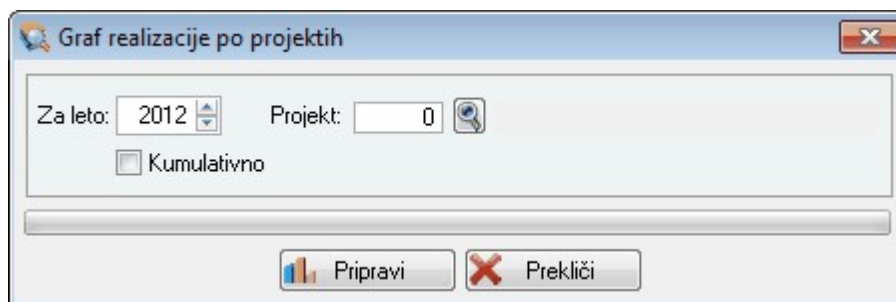 Graf realizacije po projektih
Za leto: 2012 Projekt: 0
Kumulativno
Pripravi Prekliči